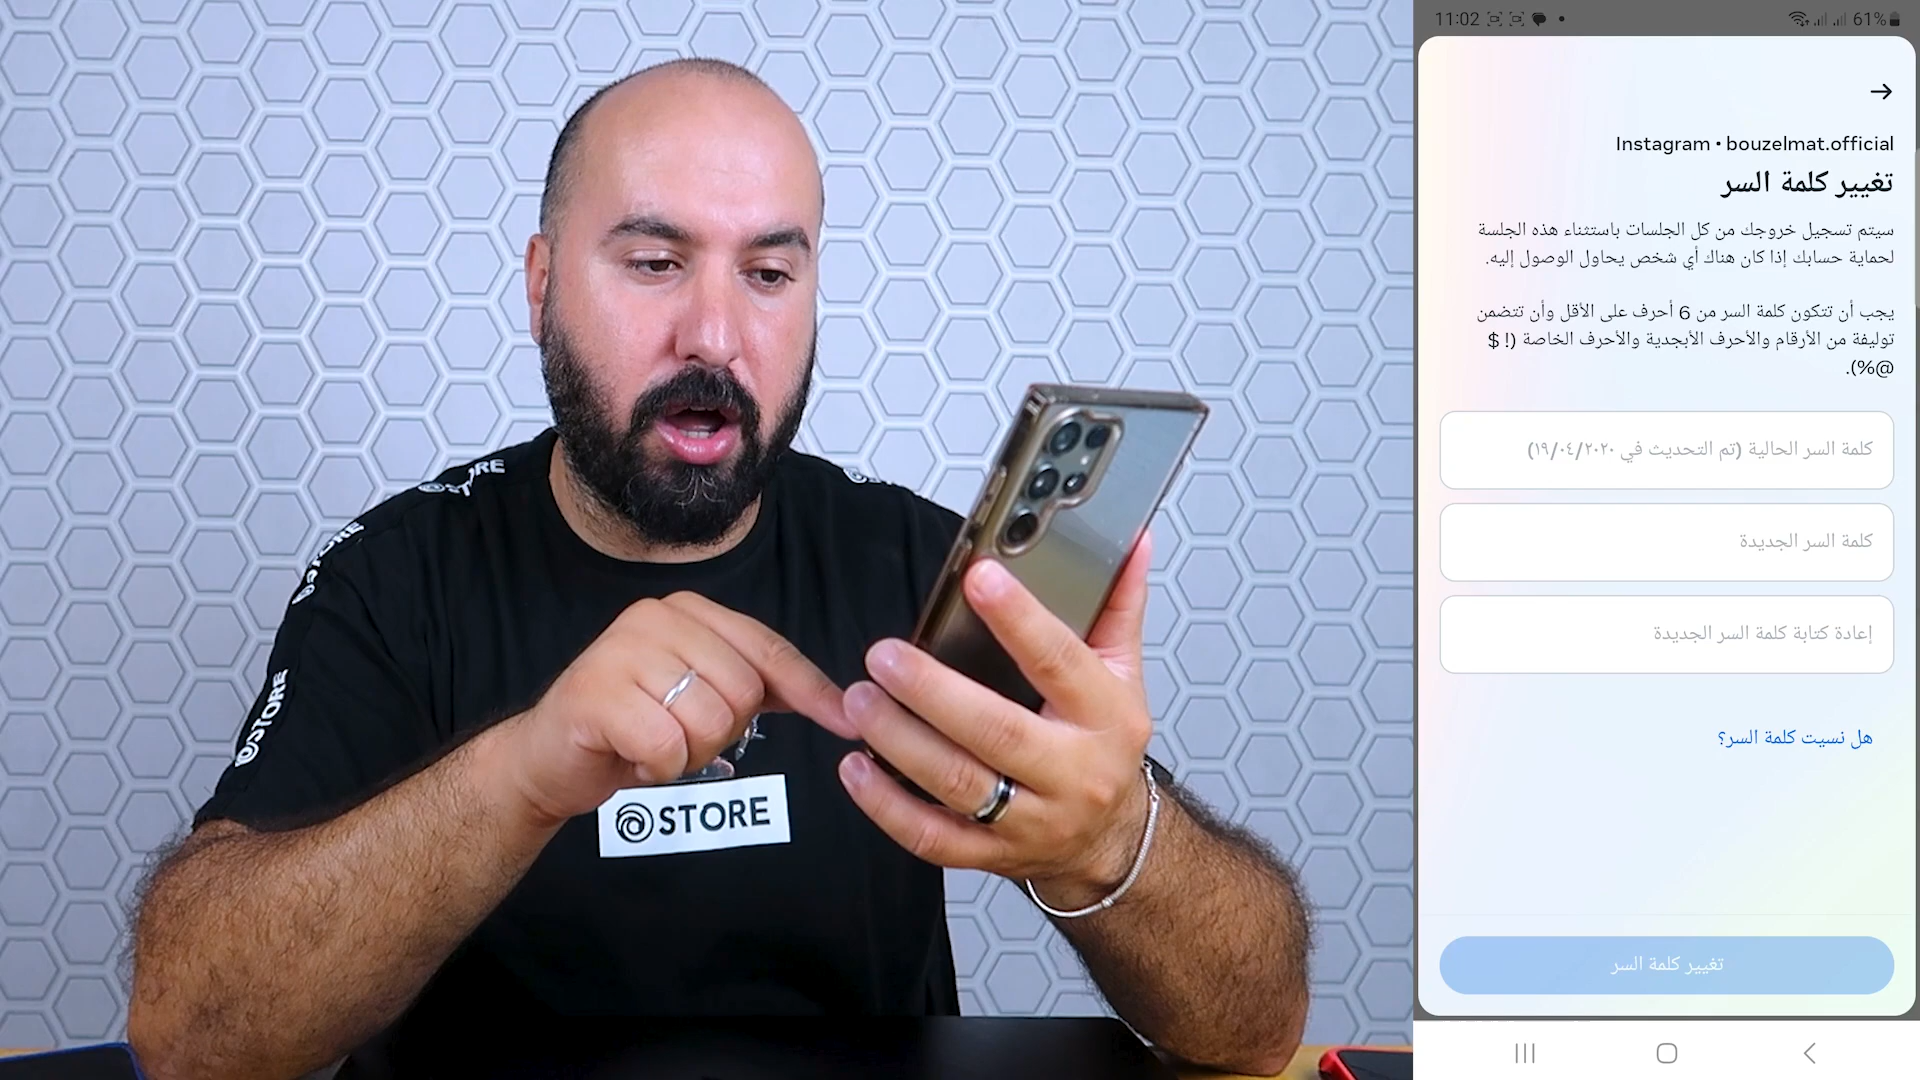 11:02
61%
Instagram • bouzelmat.official
تغيير كلمة السر
سيتم تسجيل خروجك من كل الجلسات باستثناء هذه الجلسة
لحماية حسابك إذا كان هناك أي شخص يحاول الوصول إليه.
يجب أن تتكون كلمة السر من 6 أحرف على الأقل وأن تتضمن
توليفة من الأرقام والأحرف الأبجدية والأحرف الخاصة (! $
@%).
كلمة السر الحالية (تم التحديث في ١٩/٠٤/٢٠٢٠)
كلمة السر الجديدة
إعادة كتابة كلمة السر الجديدة
هل نسيت كلمة السر؟
تغيير كلمة السر
STORE
STORE